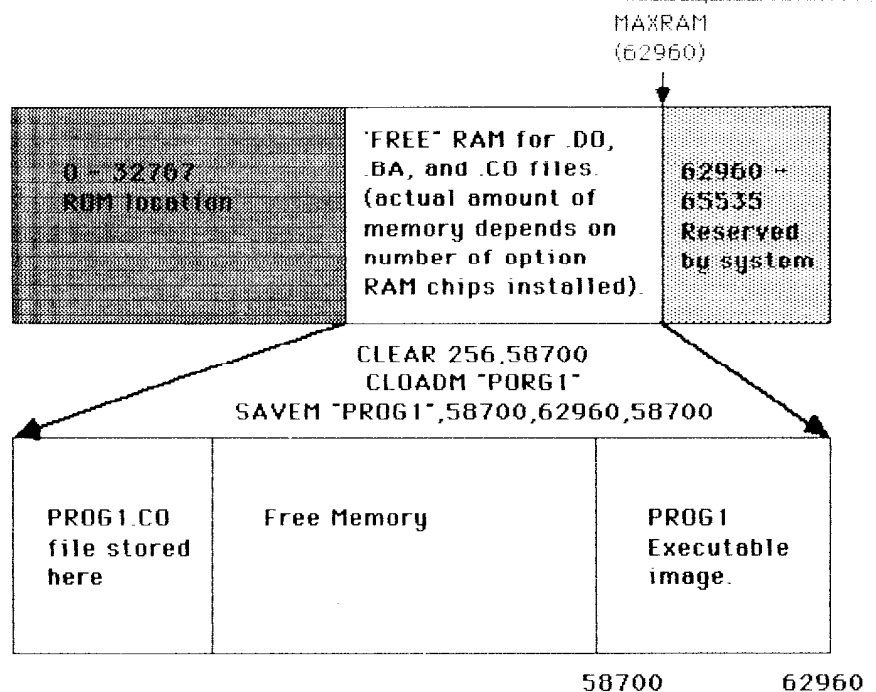 MAXRAM
(62960)
0 - 32767
ROM location
"FREE" RAM for .DO,
.BA, and .CO files.
(actual amount of
memory depends on
number of option
RAM chips installed).
62960 -
65535
Reserved
by system
CLEAR 256,58700
CLOADM "PORG1"
SAVEM "PROG1",58700,62960,58700
PROG1.CO
file stored
here
Free Memory
PROG1
Executable
image.
58700
62960